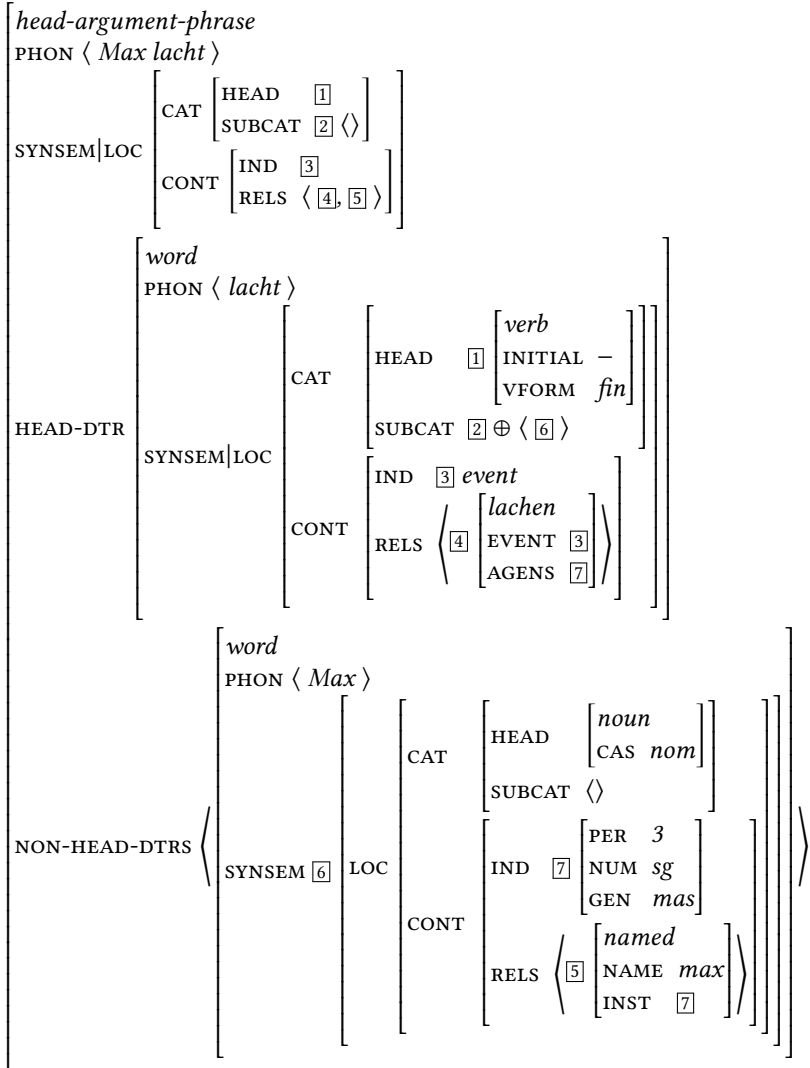 head-argument-phrase
PHON ⟨ Max lacht ⟩
SYNSEM|LOC
CAT
HEAD 1
SUBCAT 2 ⟨⟩
CONT
IND 3
RELS ⟨ 4, 5 ⟩
HEAD-DTR
word
PHON ⟨ lacht ⟩
SYNSEM|LOC
CAT
HEAD 1
verb
INITIAL –
VFORM fin
SUBCAT 2 ⊕ ⟨ 6 ⟩
CONT
IND 3 event
RELS ⟨ 4
lachen
EVENT 3
AGENS 7
⟩
NON-HEAD-DTRS ⟨
word
PHON ⟨ Max ⟩
SYNSEM 6
LOC
CAT
HEAD
noun
CAS nom
SUBCAT ⟨⟩
CONT
IND 7
PER 3
NUM sg
GEN mas
RELS ⟨ 5
named
NAME max
INST 7
⟩
⟩